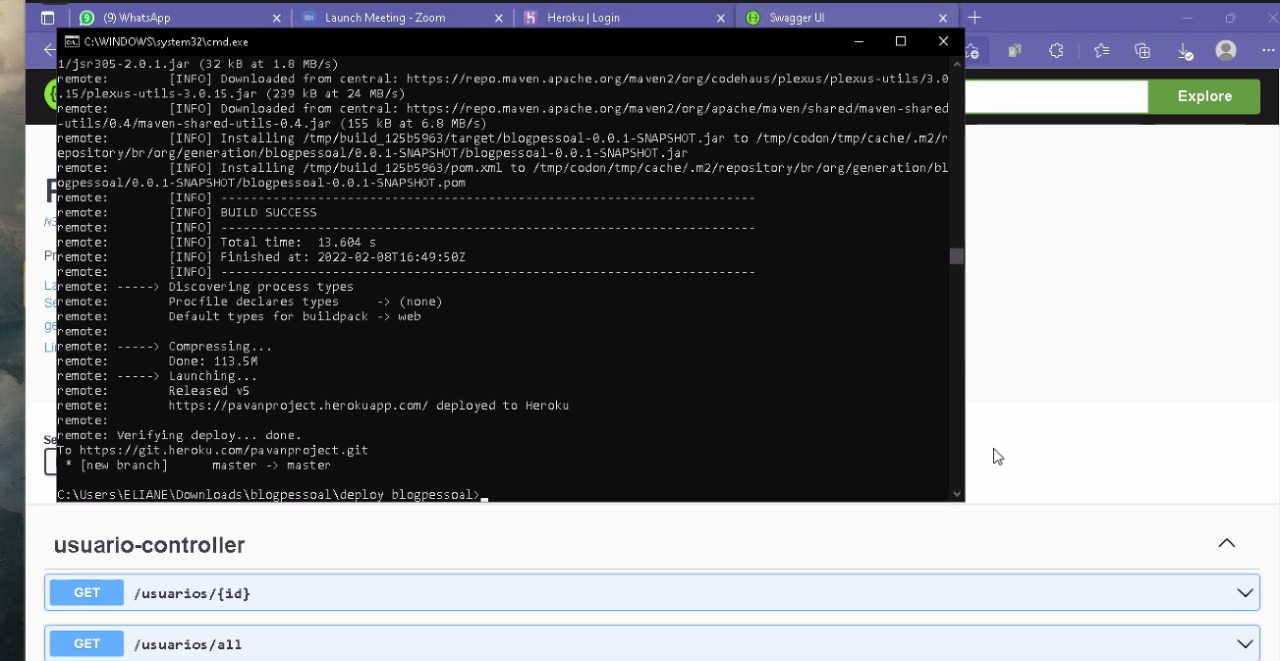 (9) WhatsApp
Launch Meeting - Zoom
Heroku | Login
Swagger UI
C:\WINDOWS\system32\cmd.exe
Explore
1/jsr305-2.0.1.jar (32 kB at 1.8 MB/s)
remote:        [INFO] Downloaded from central: https://repo.maven.apache.org/maven2/org/codehaus/plexus/plexus-utils/3.0
.15/plexus-utils-3.0.15.jar (239 kB at 24 MB/s)
remote:        [INFO] Downloaded from central: https://repo.maven.apache.org/maven2/org/apache/maven/shared/maven-shared
-utils/0.4/maven-shared-utils-0.4.jar (155 kB at 6.8 MB/s)
remote:        [INFO] Installing /tmp/build_125b5963/target/blogpessoal-0.0.1-SNAPSHOT.jar to /tmp/codon/tmp/cache/.m2/r
epository/br/org/generation/blogpessoal/0.0.1-SNAPSHOT/blogpessoal-0.0.1-SNAPSHOT.jar
remote:        [INFO] Installing /tmp/build_125b5963/pom.xml to /tmp/codon/tmp/cache/.m2/repository/br/org/generation/bl
ogpessoal/0.0.1-SNAPSHOT/blogpessoal-0.0.1-SNAPSHOT.pom
remote:        [INFO] ------------------------------------------------------------------------
remote:        [INFO] BUILD SUCCESS
remote:        [INFO] ------------------------------------------------------------------------
remote:        [INFO] Total time:  13.604 s
remote:        [INFO] Finished at: 2022-02-08T16:49:50Z
remote:        [INFO] ------------------------------------------------------------------------
remote: -----> Discovering process types
remote:        Procfile declares types     -> (none)
remote:        Default types for buildpack -> web
remote:
remote: -----> Compressing...
remote:        Done: 113.5M
remote: -----> Launching...
remote:        Released v5
remote:        https://pavanproject.herokuapp.com/ deployed to Heroku
remote:
remote: Verifying deploy... done.
To https://git.heroku.com/pavanproject.git
 * [new branch]      master -> master
C:\Users\ELIANE\Downloads\blogpessoal\deploy blogpessoal>
usuario-controller
GET /usuarios/{id}
GET /usuarios/all